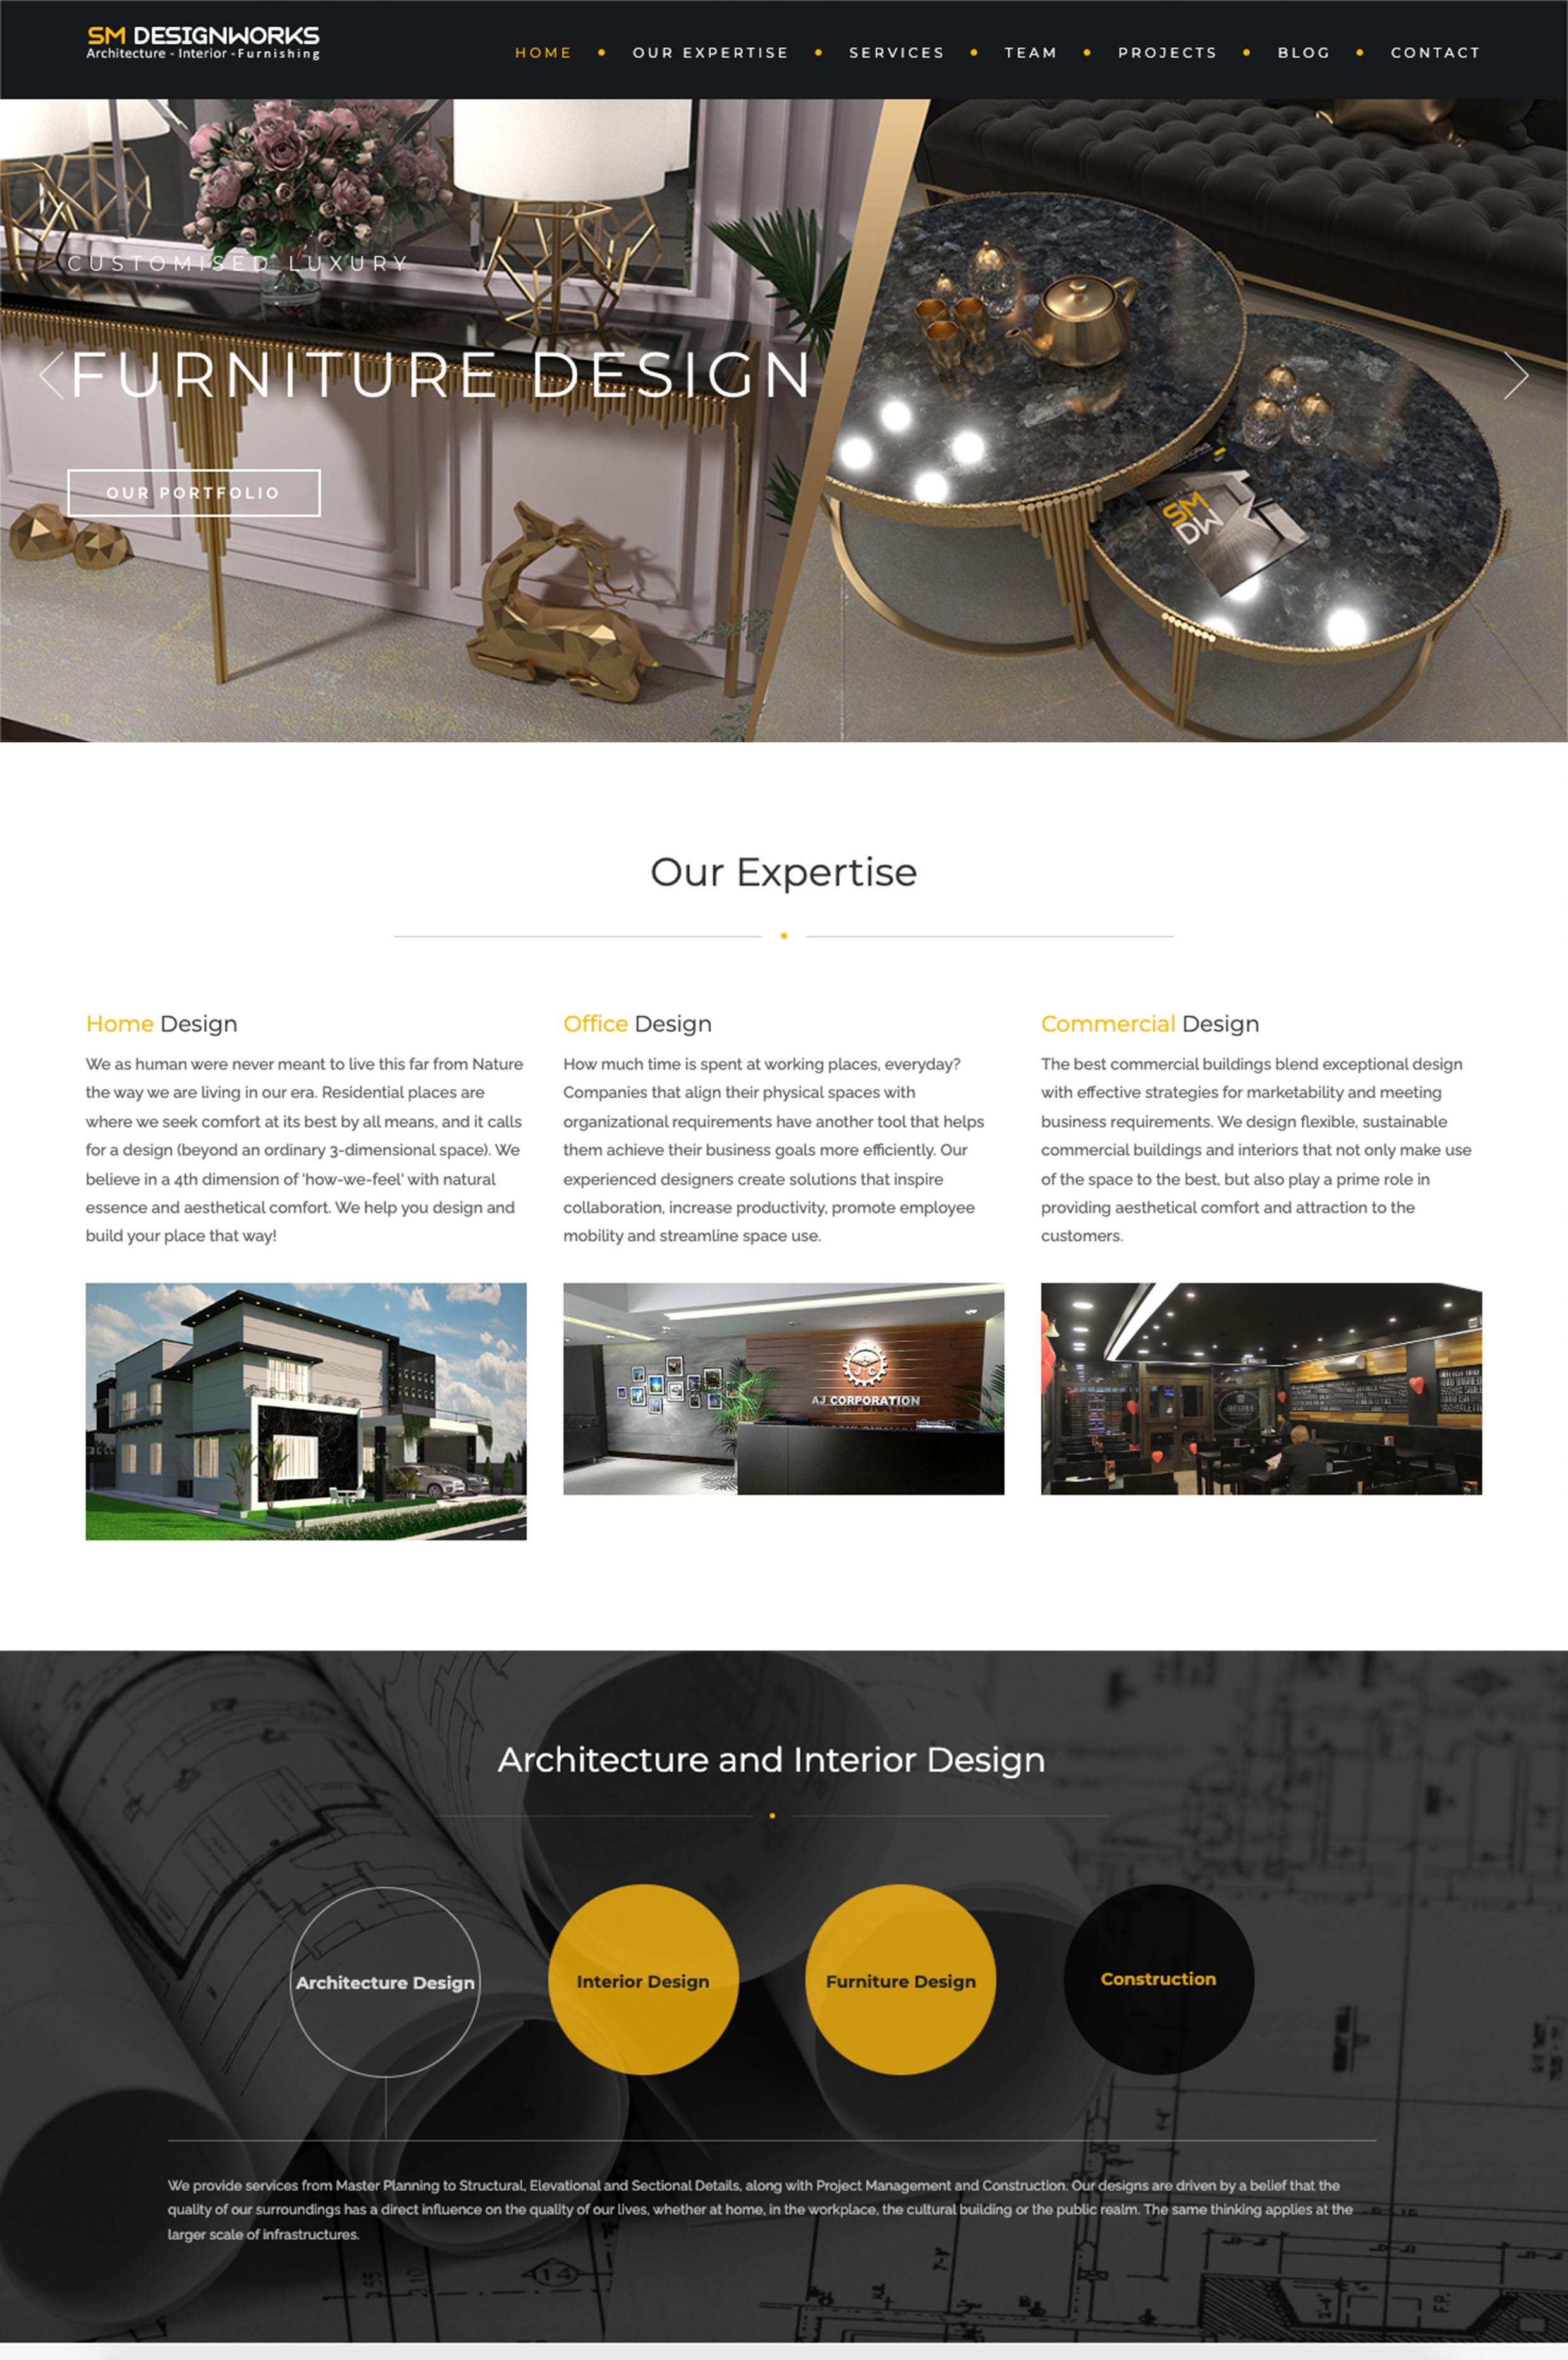 SM DESIGNWORKS
Architecture - Interior - Furnishing
HOME • OUR EXPERTISE • SERVICES • TEAM • PROJECTS • BLOG • CONTACT
CUSTOMISED LUXURY
FURNITURE DESIGN
OUR PORTFOLIO
SM
DW
Our Expertise
Home Design
We as human were never meant to live this far from Nature
the way we are living in our era. Residential places are
where we seek comfort at its best by all means, and it calls
for a design (beyond an ordinary 3-dimensional space). We
believe in a 4th dimension of 'how-we-feel' with natural
essence and aesthetical comfort. We help you design and
build your place that way!
Office Design
How much time is spent at working places, everyday?
Companies that align their physical spaces with
organizational requirements have another tool that helps
them achieve their business goals more efficiently. Our
experienced designers create solutions that inspire
collaboration, increase productivity, promote employee
mobility and streamline space use.
Commercial Design
The best commercial buildings blend exceptional design
with effective strategies for marketability and meeting
business requirements. We design flexible, sustainable
commercial buildings and interiors that not only make use
of the space to the best, but also play a prime role in
providing aesthetical comfort and attraction to the
customers.
AJ CORPORATION
Architecture and Interior Design
Architecture Design
Interior Design
Furniture Design
Construction
We provide services from Master Planning to Structural, Elevational and Sectional Details, along with Project Management and Construction. Our designs are driven by a belief that the
quality of our surroundings has a direct influence on the quality of our lives, whether at home, in the workplace, the cultural building or the public realm. The same thinking applies at the
larger scale of infrastructures.
14
F.P.